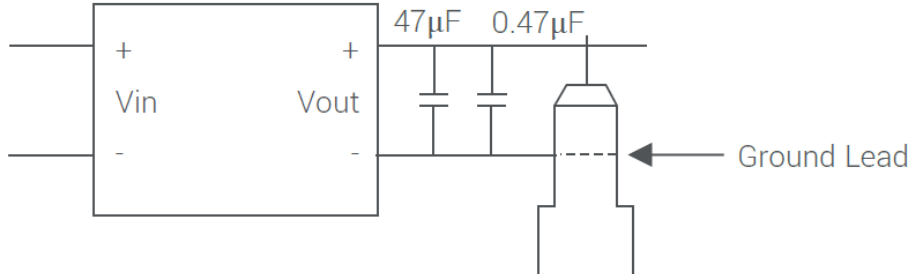 47μF 0.47μF
+ +
Vin Vout
- -
Ground Lead